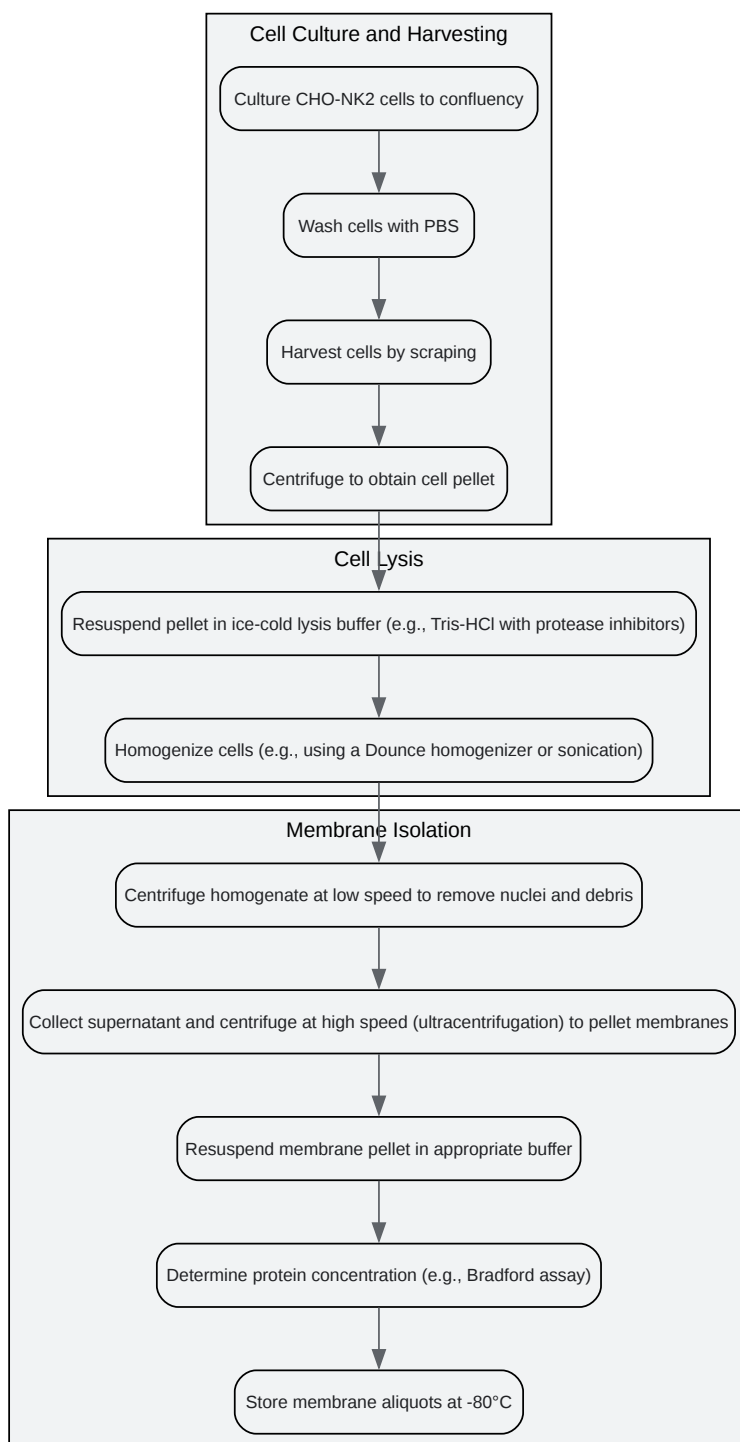 Cell Culture and Harvesting
Culture CHO-NK2 cells to confluency
Wash cells with PBS
Harvest cells by scraping
Centrifuge to obtain cell pellet
Cell Lysis
Resuspend pellet in ice-cold lysis buffer (e.g., Tris-HCl with protease inhibitors)
Homogenize cells (e.g., using a Dounce homogenizer or sonication)
Membrane Isolation
Centrifuge homogenate at low speed to remove nuclei and debris
Collect supernatant and centrifuge at high speed (ultracentrifugation) to pellet membranes
Resuspend membrane pellet in appropriate buffer
Determine protein concentration (e.g., Bradford assay)
Store membrane aliquots at -80°C